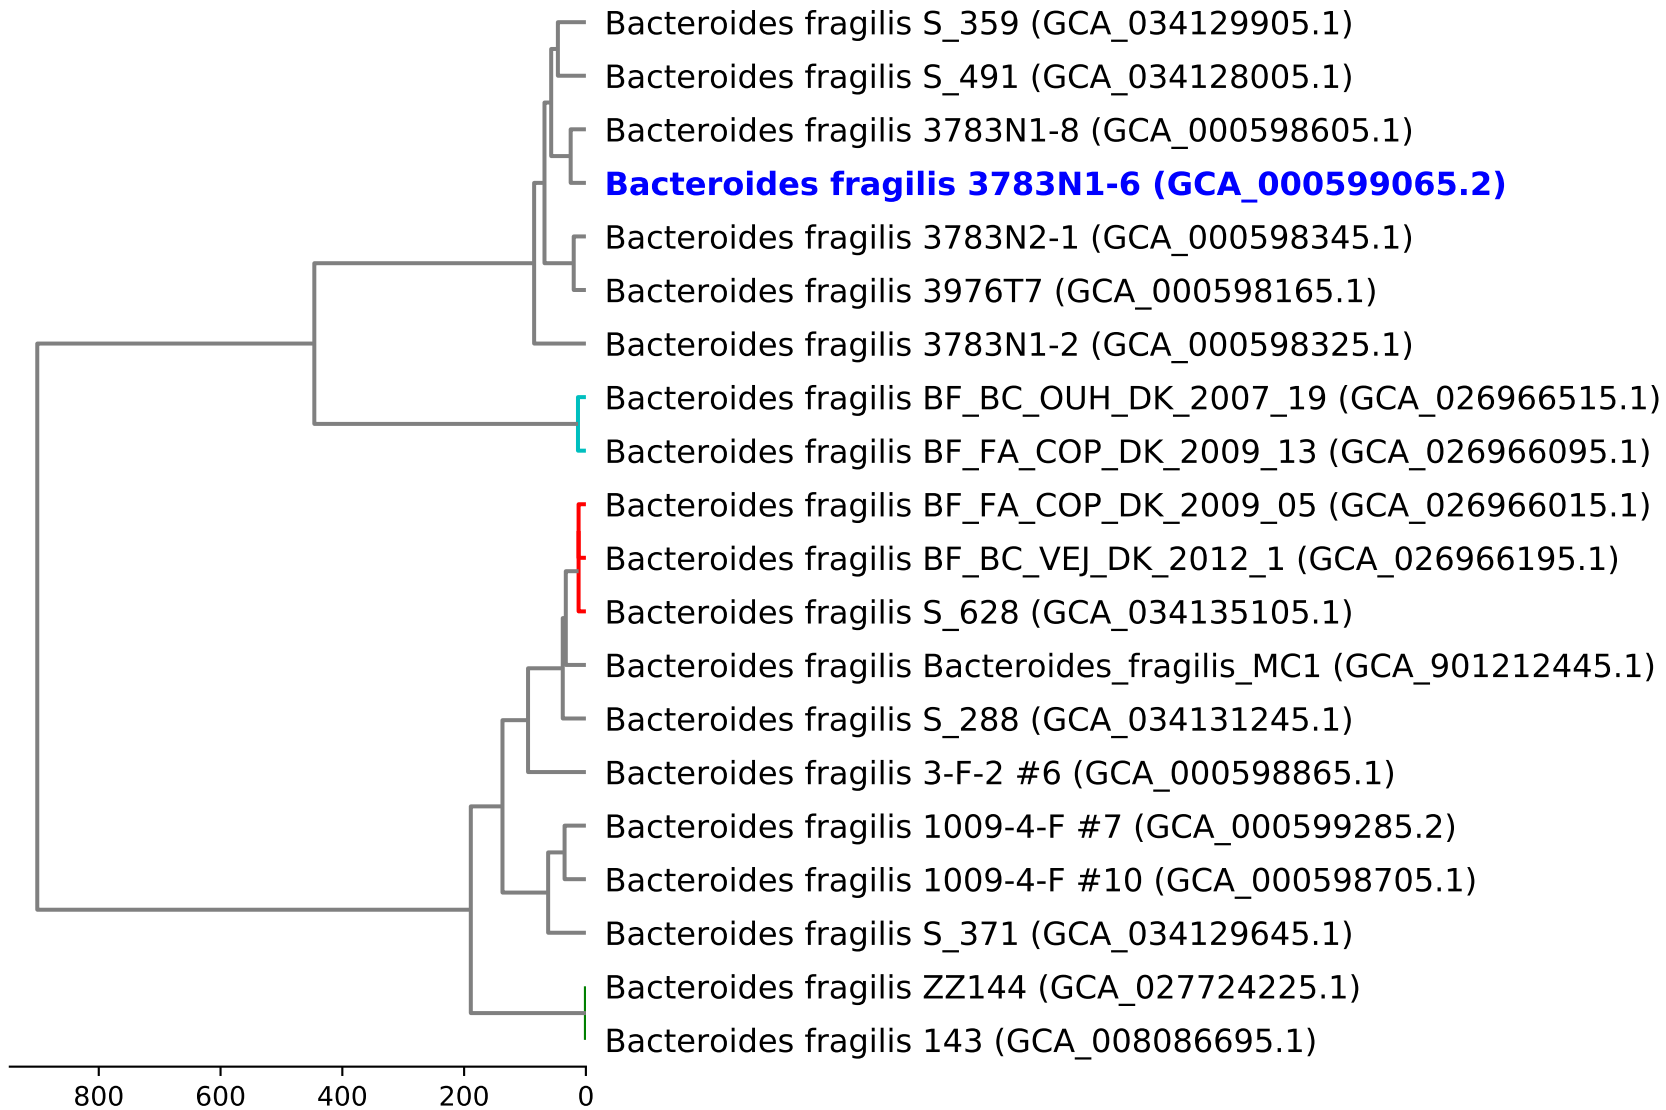 Bacteroides fragilis S_359 (GCA_034129905.1)
Bacteroides fragilis S_491 (GCA_034128005.1)
Bacteroides fragilis 3783N1-8 (GCA_000598605.1)
Bacteroides fragilis 3783N1-6 (GCA_000599065.2)
Bacteroides fragilis 3783N2-1 (GCA_000598345.1)
Bacteroides fragilis 3976T7 (GCA_000598165.1)
Bacteroides fragilis 3783N1-2 (GCA_000598325.1)
Bacteroides fragilis BF_BC_OUH_DK_2007_19 (GCA_026966515.1)
Bacteroides fragilis BF_FA_COP_DK_2009_13 (GCA_026966095.1)
Bacteroides fragilis BF_FA_COP_DK_2009_05 (GCA_026966015.1)
Bacteroides fragilis BF_BC_VEJ_DK_2012_1 (GCA_026966195.1)
Bacteroides fragilis S_628 (GCA_034135105.1)
Bacteroides fragilis Bacteroides_fragilis_MC1 (GCA_901212445.1)
Bacteroides fragilis S_288 (GCA_034131245.1)
Bacteroides fragilis 3-F-2 #6 (GCA_000598865.1)
Bacteroides fragilis 1009-4-F #7 (GCA_000599285.2)
Bacteroides fragilis 1009-4-F #10 (GCA_000598705.1)
Bacteroides fragilis S_371 (GCA_034129645.1)
Bacteroides fragilis ZZ144 (GCA_027724225.1)
Bacteroides fragilis 143 (GCA_008086695.1)
800 600 400 200 0